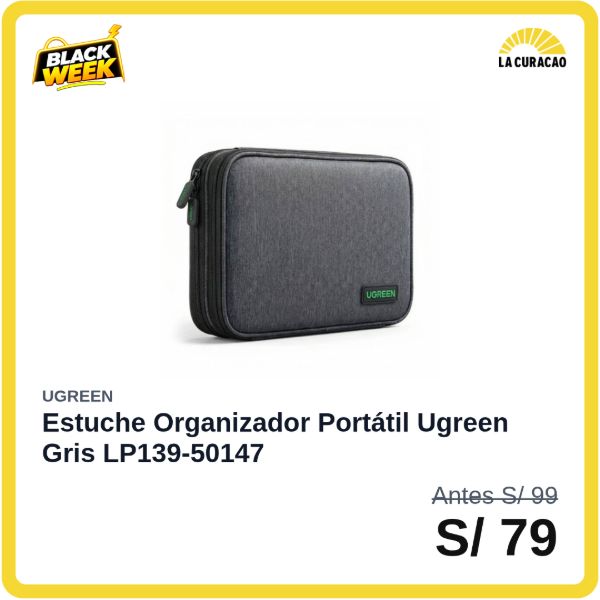 BLACK
WEEK
LA CURACAO
UGREEN
UGREEN
Estuche Organizador Portátil Ugreen
Gris LP139-50147
Antes S/ 99
S/ 79